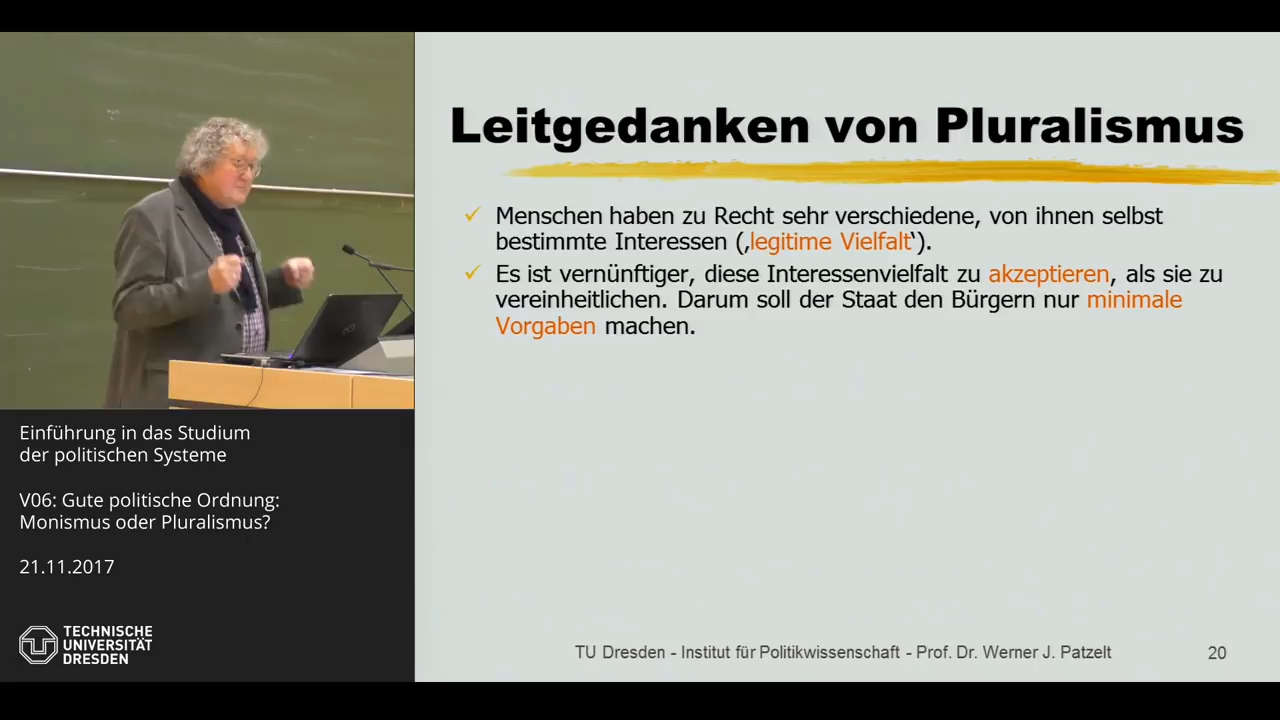 Leitgedanken von Pluralismus
✓ Menschen haben zu Recht sehr verschiedene, von ihnen selbst
bestimmte Interessen (‚legitime Vielfalt‘).
✓ Es ist vernünftiger, diese Interessenvielfalt zu akzeptieren, als sie zu
vereinheitlichen. Darum soll der Staat den Bürgern nur minimale
Vorgaben machen.
TU Dresden - Institut für Politikwissenschaft - Prof. Dr. Werner J. Patzelt
20
Einführung in das Studium
der politischen Systeme
V06: Gute politische Ordnung:
Monismus oder Pluralismus?
21.11.2017
TECHNISCHE
UNIVERSITÄT
DRESDEN